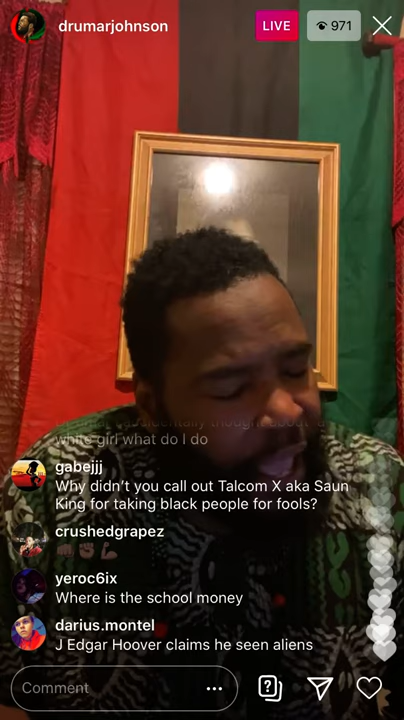 drumarjohnson
LIVE
971
white girl what do I do
gabejjj
Why didn't you call out Talcom X aka Saun
King for taking black people for fools?
crushedgrapez
yeroc6ix
Where is the school money
darius.montel
J Edgar Hoover claims he seen aliens
Comment